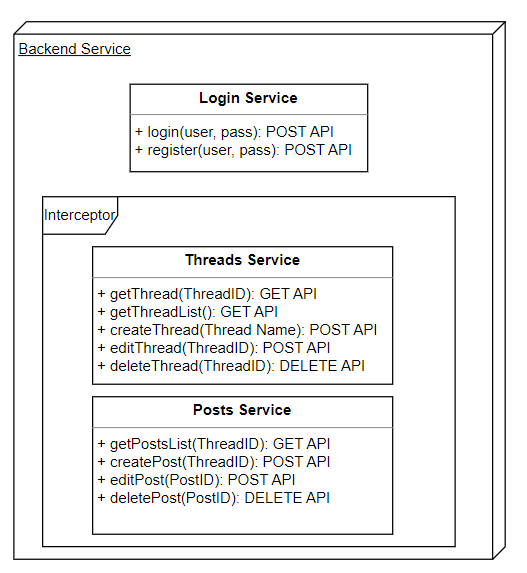 Backend Service
Login Service
+ login(user, pass): POST API
+ register(user, pass): POST API
Interceptor
Threads Service
+ getThread(ThreadID): GET API
+ getThreadList(): GET API
+ createThread(Thread Name): POST API
+ editThread(ThreadID): POST API
+ deleteThread(ThreadID): DELETE API
Posts Service
+ getPostsList(ThreadID): GET API
+ createPost(ThreadID): POST API
+ editPost(PostID): POST API
+ deletePost(PostID): DELETE API